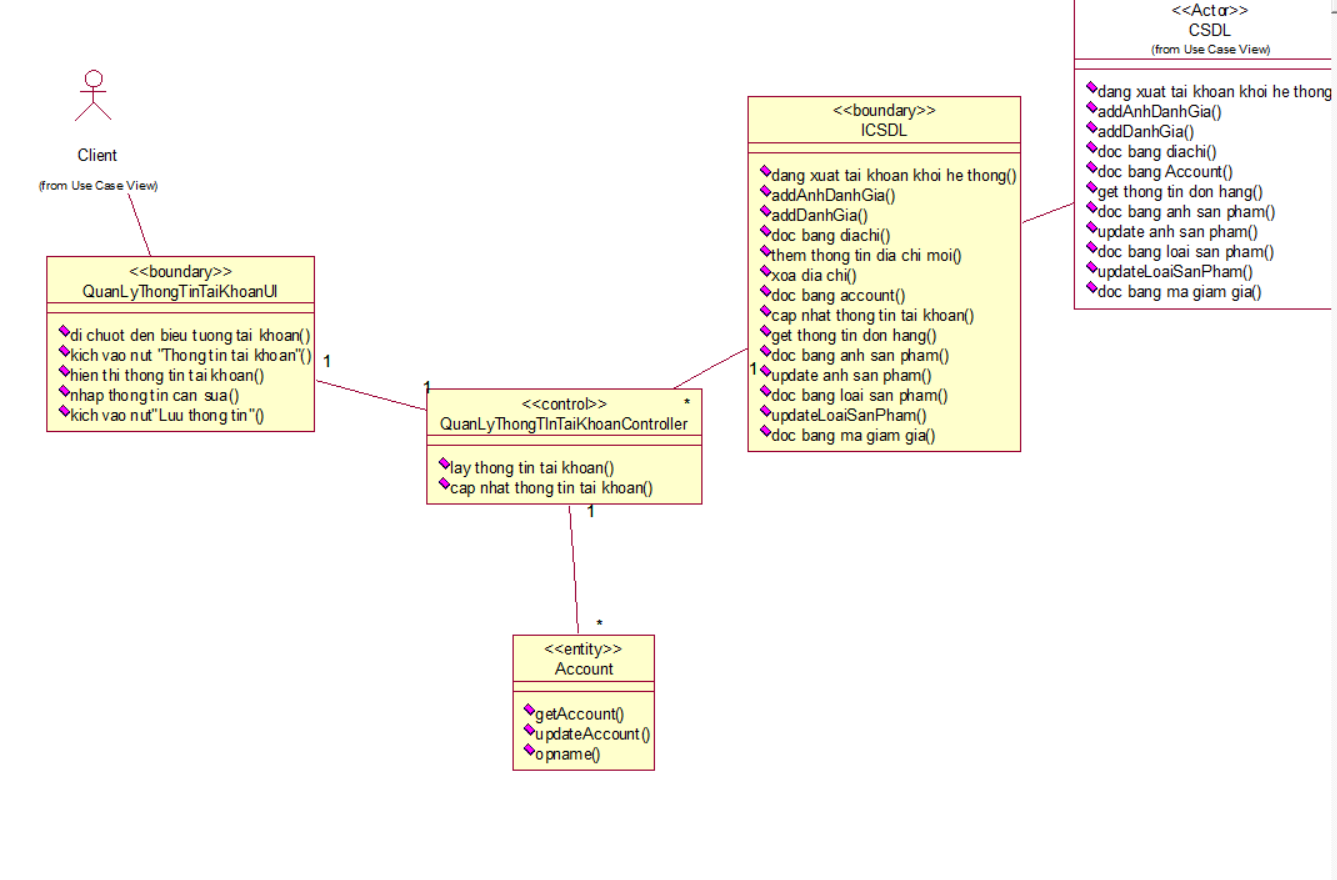 Client
(from Use Case View)
<<boundary>>
QuanLyThongTinTaiKhoanUI
di chuot den bieu tuong tai khoan()
kich vao nut "Thong tin tai khoan"()
hien thi thong tin tai khoan()
nhap thong tin can sua()
kich vao nut"Luu thong tin"()
1
1
<<control>>
*
QuanLyThongTInTaiKhoanController
lay thong tin tai khoan()
cap nhat thong tin tai khoan()
1
*
<<entity>>
Account
getAccount()
updateAccount()
opname()
<<boundary>>
ICSDL
dang xuat tai khoan khoi he thong()
addAnhDanhGia()
addDanhGia()
doc bang diachi()
them thong tin dia chi moi()
xoa dia chi()
doc bang account()
cap nhat thong tin tai khoan()
get thong tin don hang()
doc bang anh san pham()
1
update anh san pham()
doc bang loai san pham()
updateLoaiSanPham()
doc bang ma giam gia()
<<Actor>>
CSDL
(from Use Case View)
dang xuat tai khoan khoi he thong
addAnhDanhGia()
addDanhGia()
doc bang diachi()
doc bang Account()
get thong tin don hang()
doc bang anh san pham()
update anh san pham()
doc bang loai san pham()
updateLoaiSanPham()
doc bang ma giam gia()